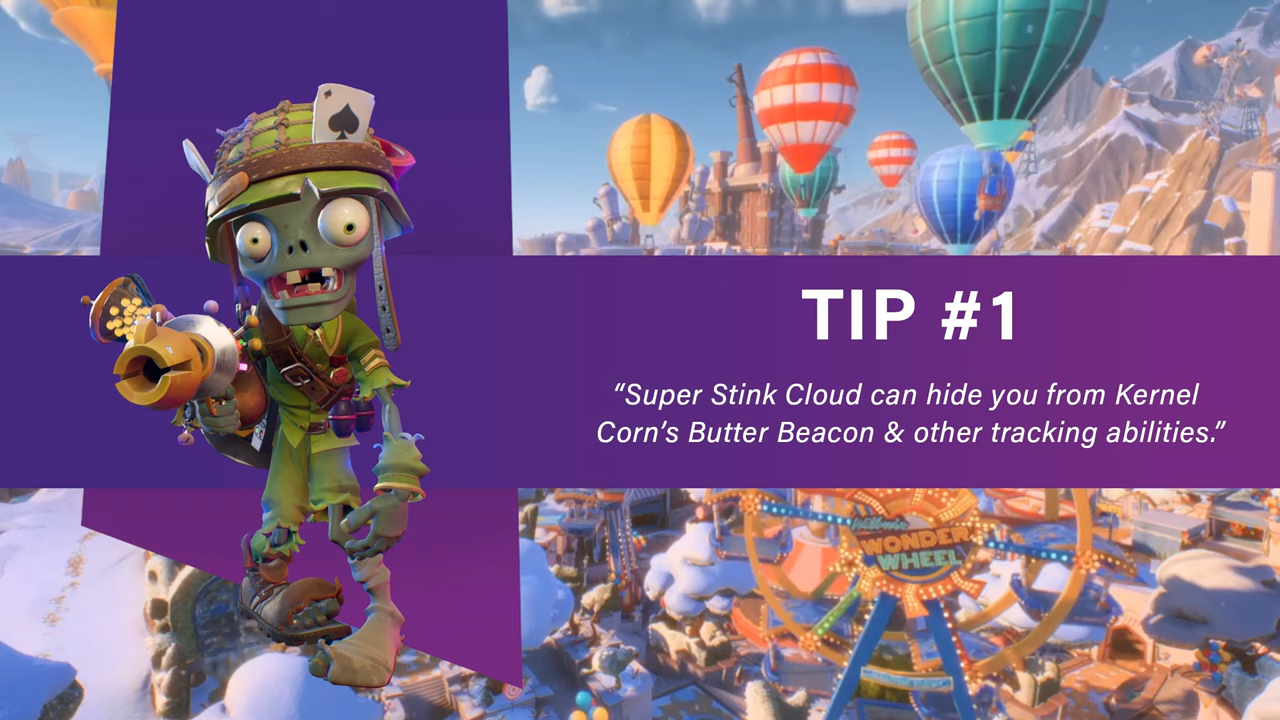 TIP #1
“Super Stink Cloud can hide you from Kernel
Corn’s Butter Beacon & other tracking abilities.”
WONDER
WHEEL